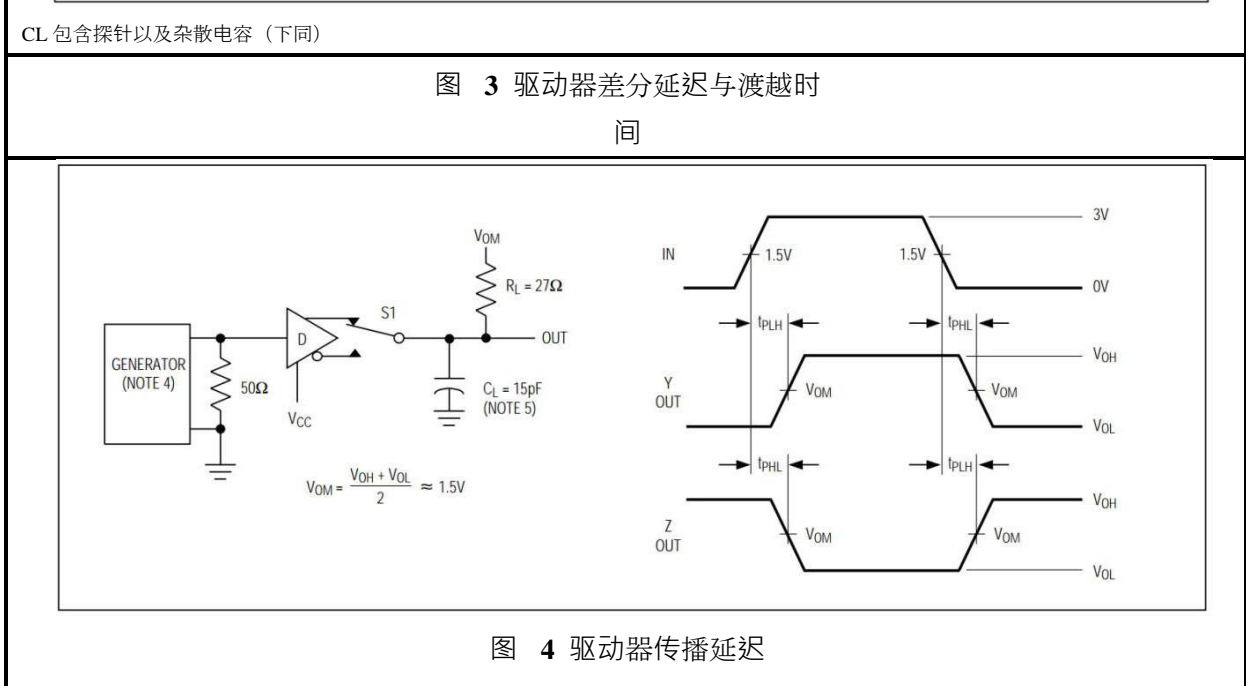 CL 包含探针以及杂散电容（下同）
图 3 驱动器差分延迟与渡越时
间
GENERATOR
(NOTE 4)
50Ω
D
VCC
S1
VOM
RL = 27Ω
OUT
CL = 15pF
(NOTE 5)
VOM = VOH + VOL / 2 ≈ 1.5V
IN
1.5V
1.5V
3V
0V
tPLH
tPHL
Y
OUT
VOM
VOM
VOH
VOL
tPHL
tPLH
Z
OUT
VOM
VOM
VOH
VOL
图 4 驱动器传播延迟